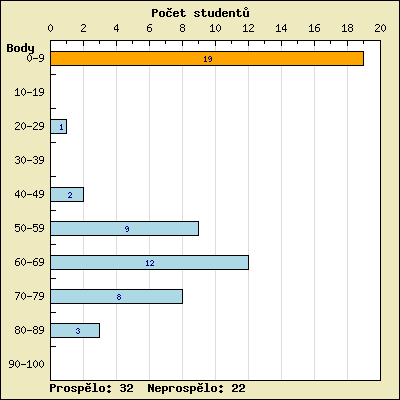 Počet studentů
0 2 4 6 8 10 12 14 16 18 20
Body
0-9 19
10-19
20-29 1
30-39
40-49 2
50-59 9
60-69 12
70-79 8
80-89 3
90-100
Prospělo: 32 Neprospělo: 22